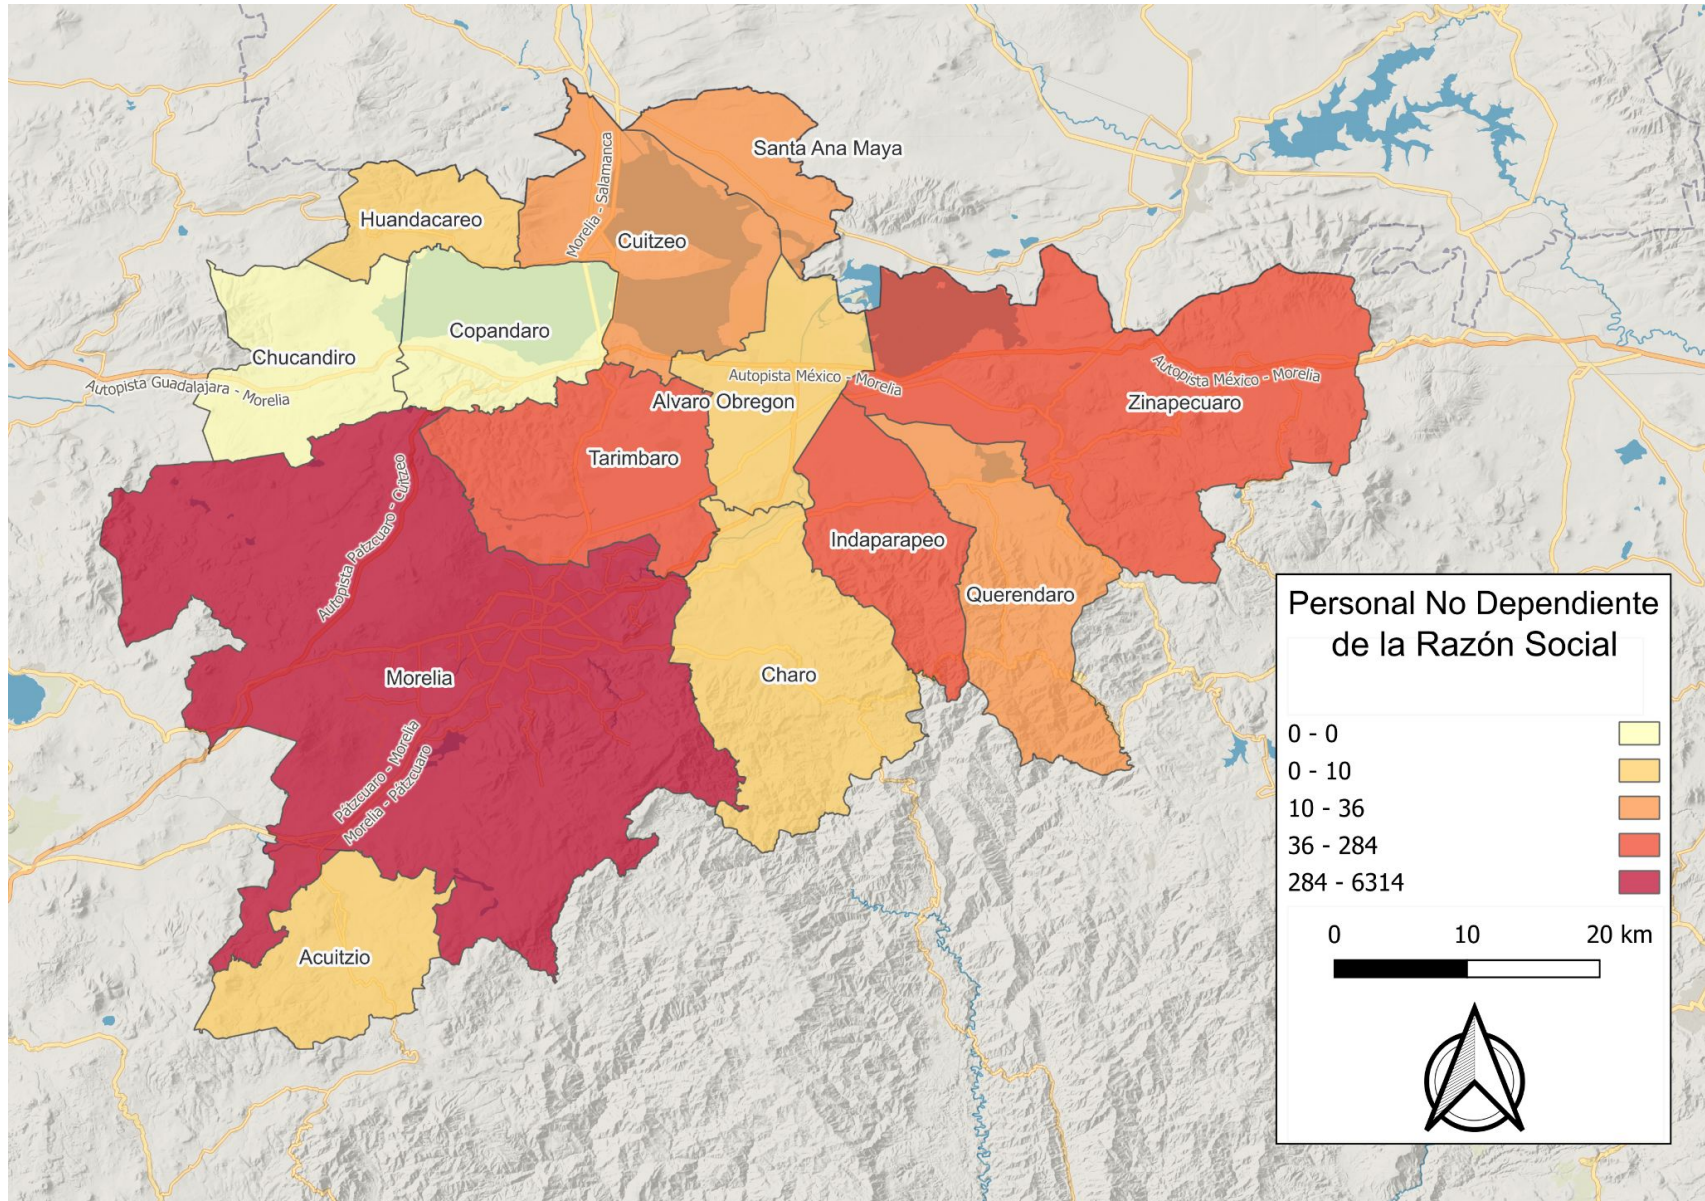 Santa Ana Maya
Morelia - Salamanca
Huandacareo
Cuitzeo
Copandaro
Chucandiro
Autopista Guadalajara - Morelia
Autopista México - Morelia
Autopista México - Morelia
Alvaro Obregon
Zinapecuaro
Tarimbaro
Autopista Patzcuaro - Cuitzeo
Indaparapeo
Querendaro
Morelia
Charo
Pátzcuaro - Morelia
Morelia - Pátzcuaro
Acuitzio
Personal No Dependiente
de la Razón Social
0 - 0
0 - 10
10 - 36
36 - 284
284 - 6314
0 10 20 km